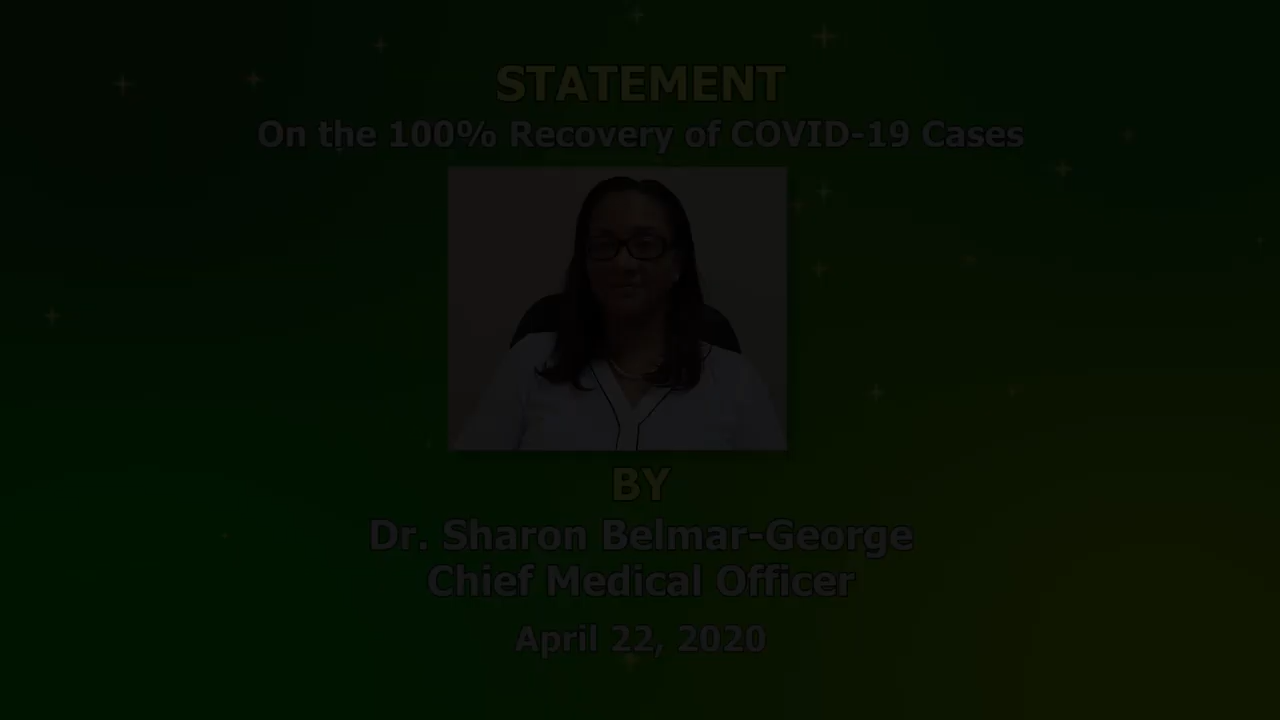 STATEMENT
On the 100% Recovery of COVID-19 Cases
BY
Dr. Sharon Belmar-George
Chief Medical Officer
April 22, 2020